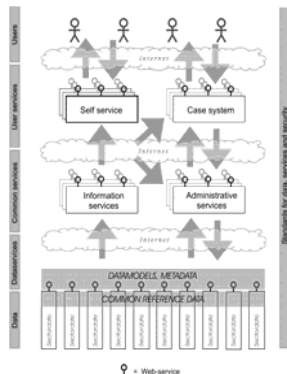 Users
Internet
User services
Self service
Case system
Internet
Common services
Information
services
Administrative
services
Internet
Dataservices
DATAMODELS, METADATA
COMMON REFERENCE DATA
Data
Standards for data, services and security
= Web-service